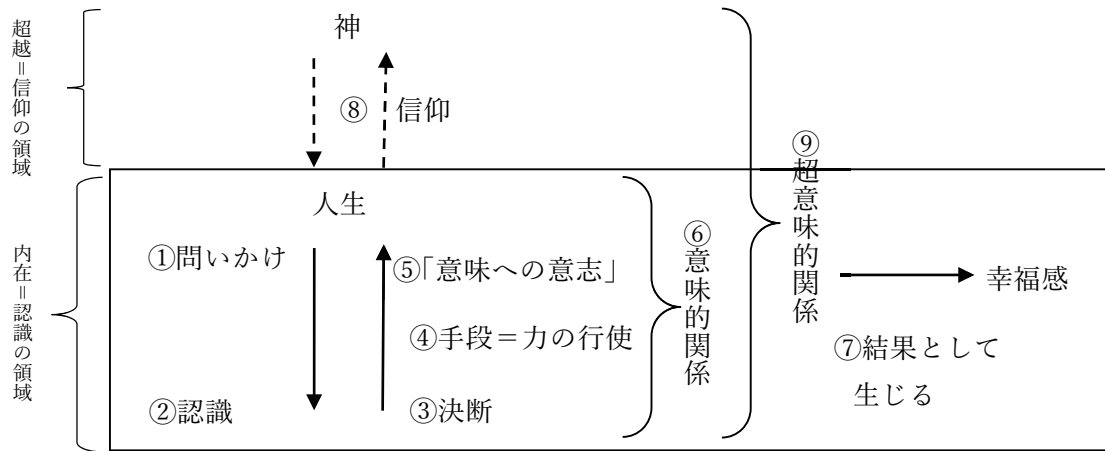 超越＝信仰の領域
神
⑧ 信仰
⑨超意味的関係
人生
①問いかけ
⑤「意味への意志」
⑥意味的関係
内在＝認識の領域
幸福感
④手段＝力の行使
⑦結果として
生じる
②認識
③決断